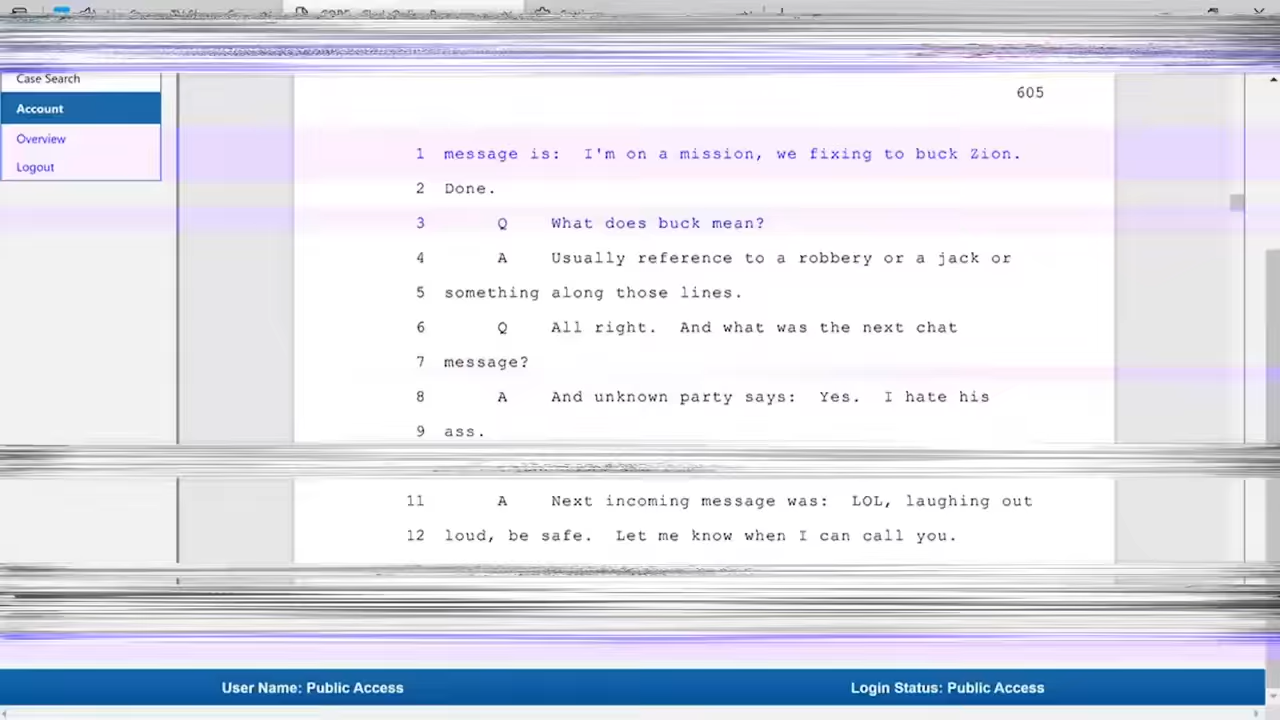 Case Search
Account
Overview
Logout
605
1 message is: I'm on a mission, we fixing to buck Zion.
2 Done.
3 Q What does buck mean?
4 A Usually reference to a robbery or a jack or
5 something along those lines.
6 Q All right. And what was the next chat
7 message?
8 A And unknown party says: Yes. I hate his
9 ass.
11 A Next incoming message was: LOL, laughing out
12 loud, be safe. Let me know when I can call you.
User Name: Public Access
Login Status: Public Access